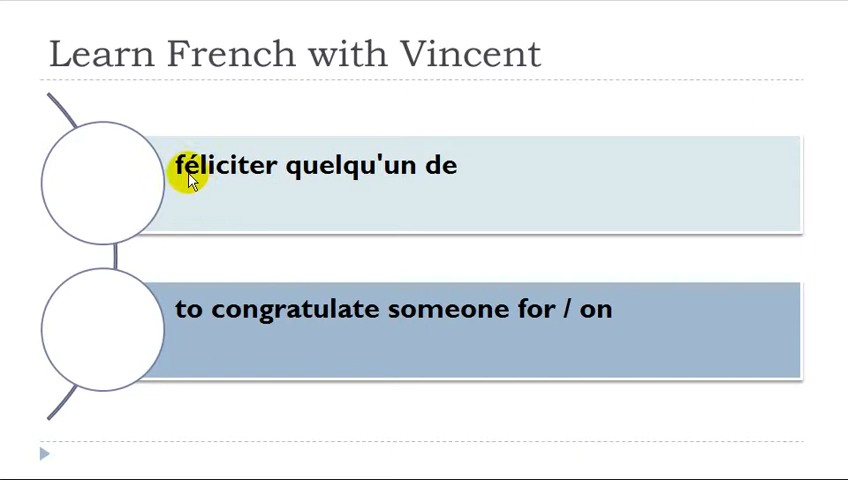 Learn French with Vincent
féliciter quelqu'un de
to congratulate someone for / on